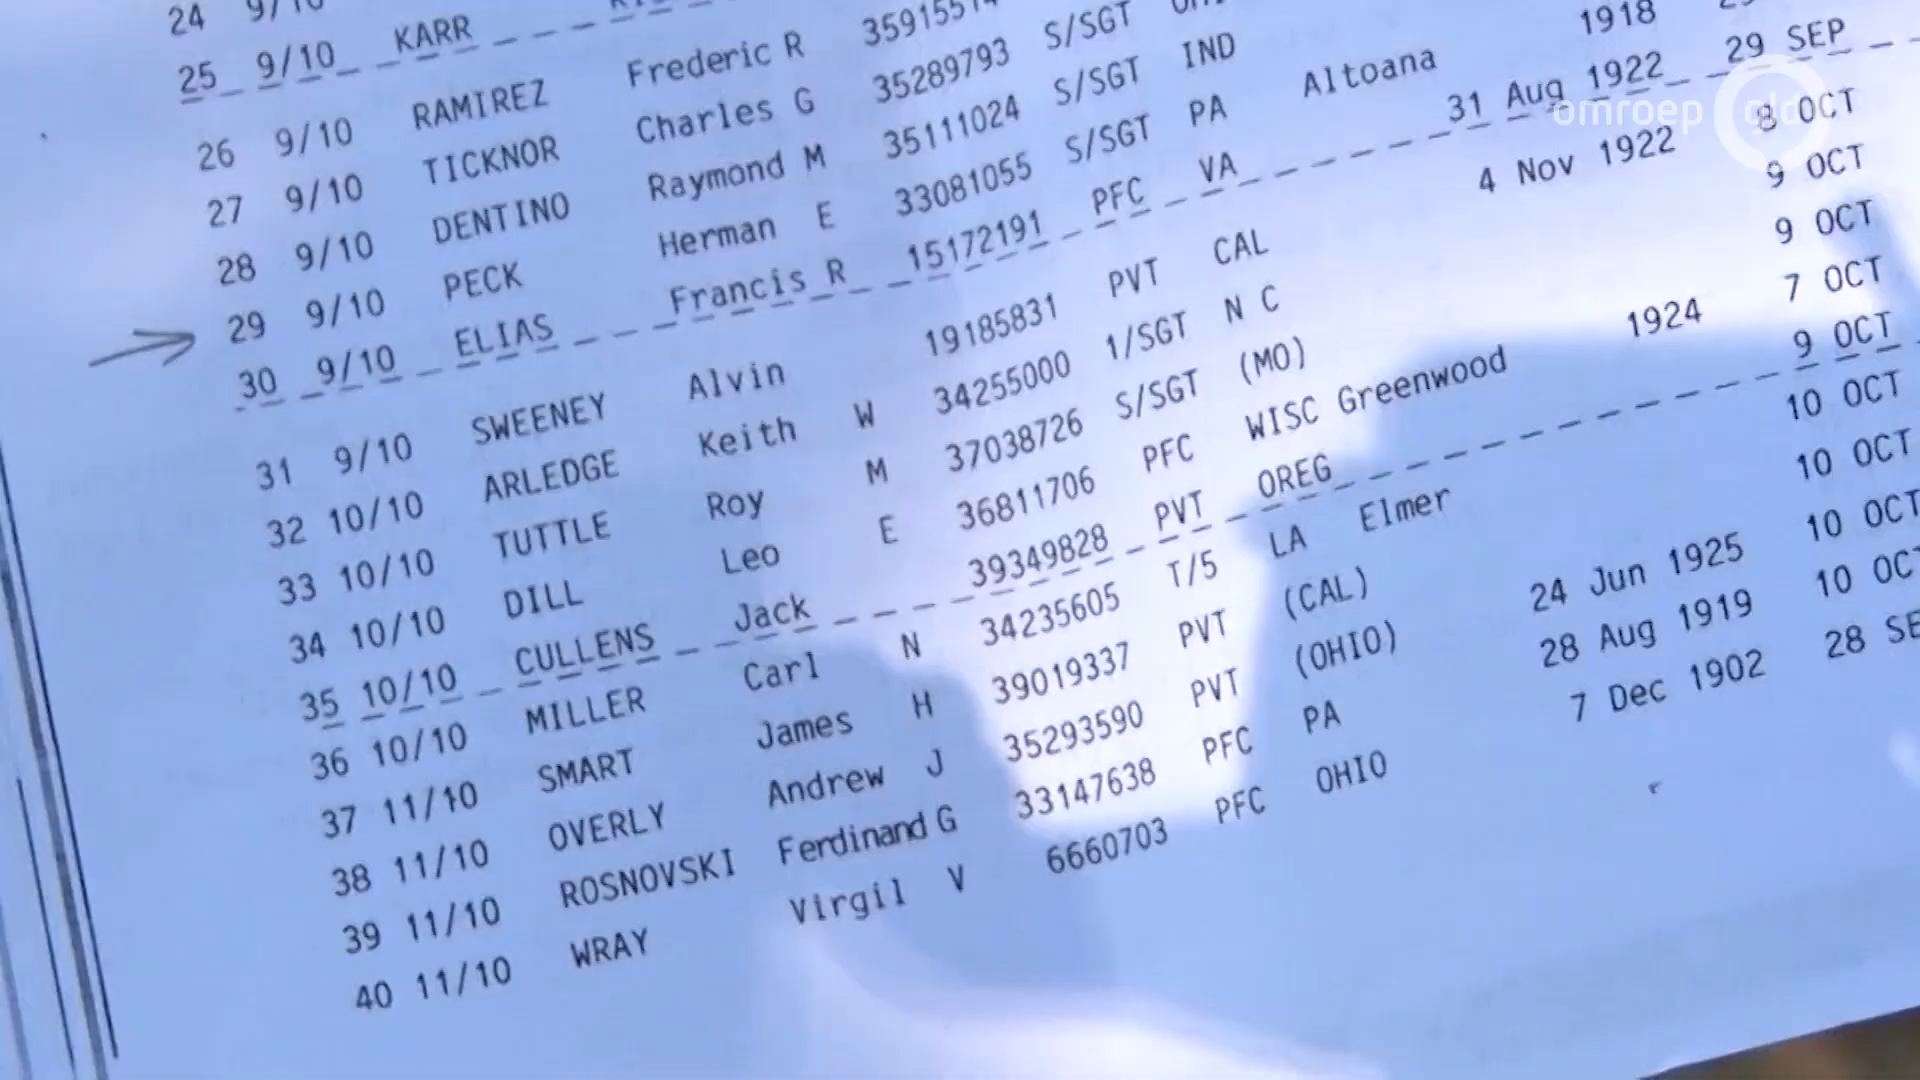 24 9/10
25 9/10 KARR
26 9/10 RAMIREZ Frederic R
27 9/10 TICKNOR Charles G 35289793 S/SGT
28 9/10 DENTINO Raymond M 35111024 S/SGT IND
29 9/10 PECK Herman E 33081055 S/SGT PA Altoana 1918
30 9/10 ELIAS Francis R 15172191 PFC VA 31 Aug 1922 29 SEP
31 9/10 SWEENEY Alvin 19185831 PVT CAL 4 Nov 1922 8 OCT
32 10/10 ARLEDGE Keith W 34255000 1/SGT N C 9 OCT
33 10/10 TUTTLE Roy M 37038726 S/SGT (MO) 9 OCT
34 10/10 DILL Leo E 36811706 PFC WISC Greenwood 1924 7 OCT
35 10/10 CULLENS Jack 39349828 PVT OREG 9 OCT
36 10/10 MILLER Carl N 34235605 T/5 LA Elmer 10 OCT
37 11/10 SMART James H 39019337 PVT (CAL) 10 OCT
38 11/10 OVERLY Andrew J 35293590 PVT (OHIO) 24 Jun 1925 10 OCT
39 11/10 ROSNOVSKI Ferdinand G 33147638 PFC PA 28 Aug 1919 10 OC
40 11/10 WRAY Virgil V 6660703 PFC OHIO 7 Dec 1902 28 SE
omroep gld